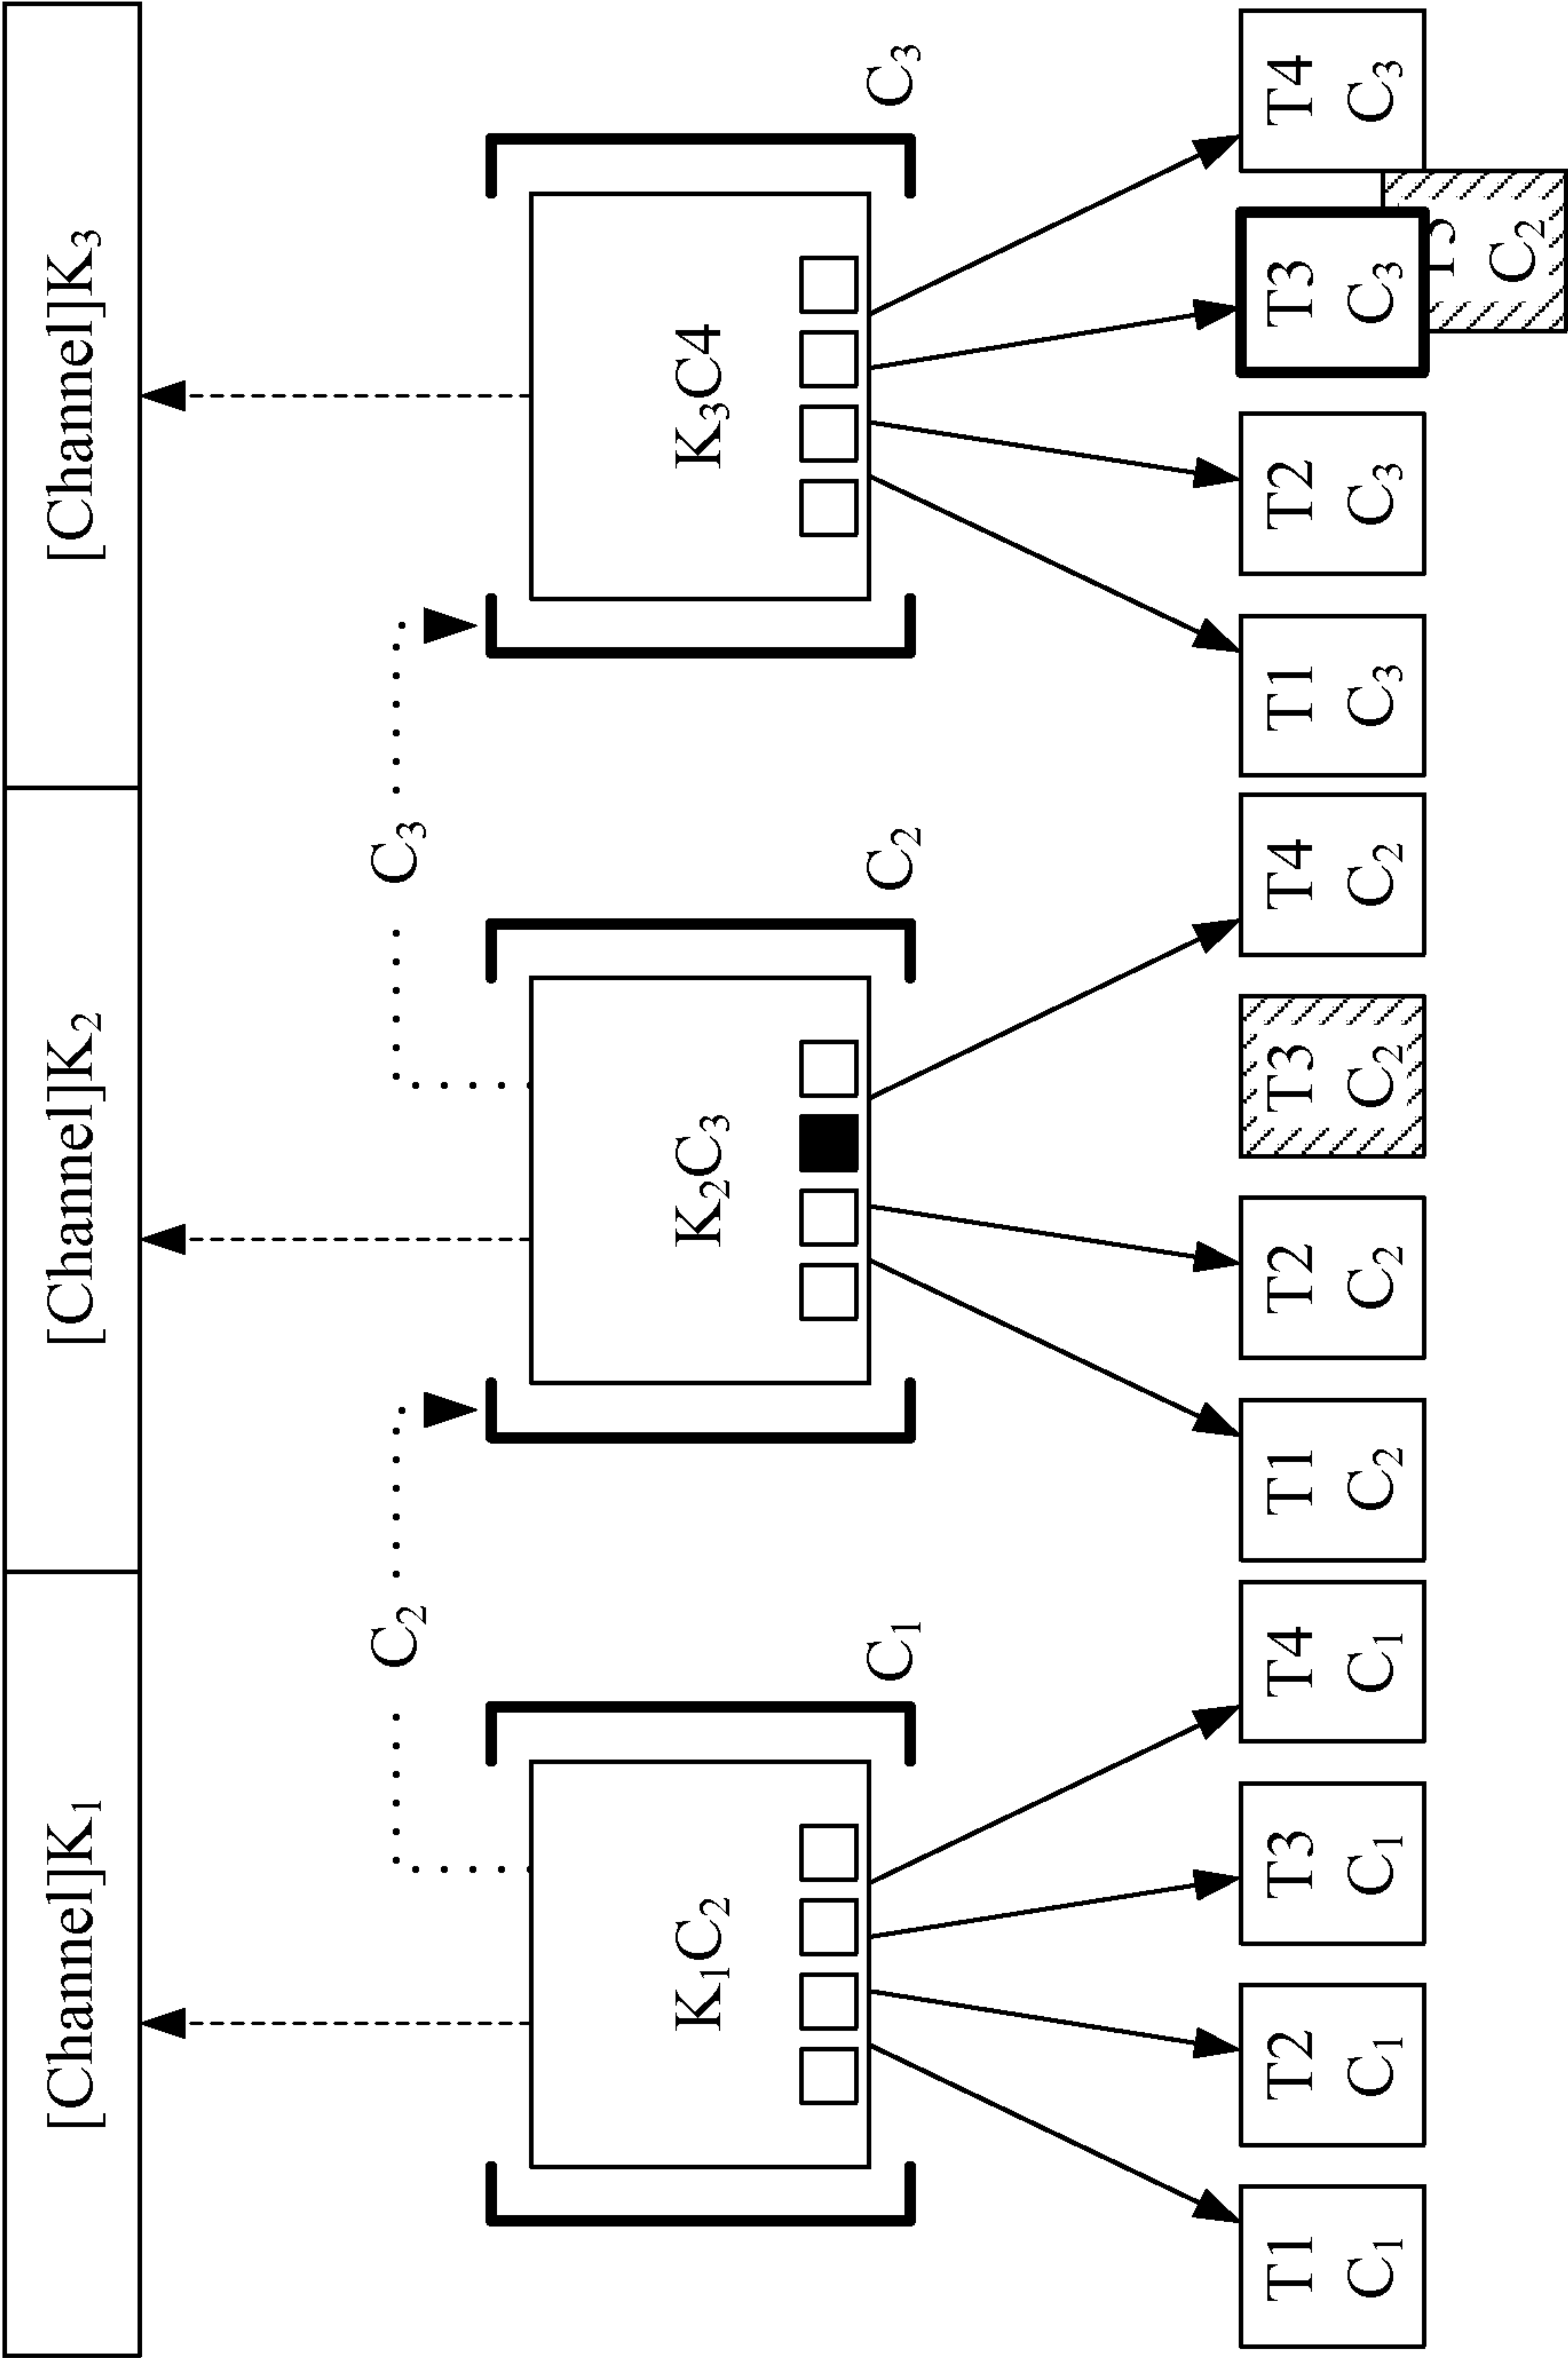 [Channel]K₁
[Channel]K₂
[Channel]K₃
C₂
C₃
K₁C₂
K₂C₃
K₃C4
C₁
C₂
C₃
T1
C₁
T2
C₁
T3
C₁
T4
C₁
T1
C₂
T2
C₂
T3
C₂
T4
C₂
T1
C₃
T2
C₃
T3
C₃
T4
C₃
C₂